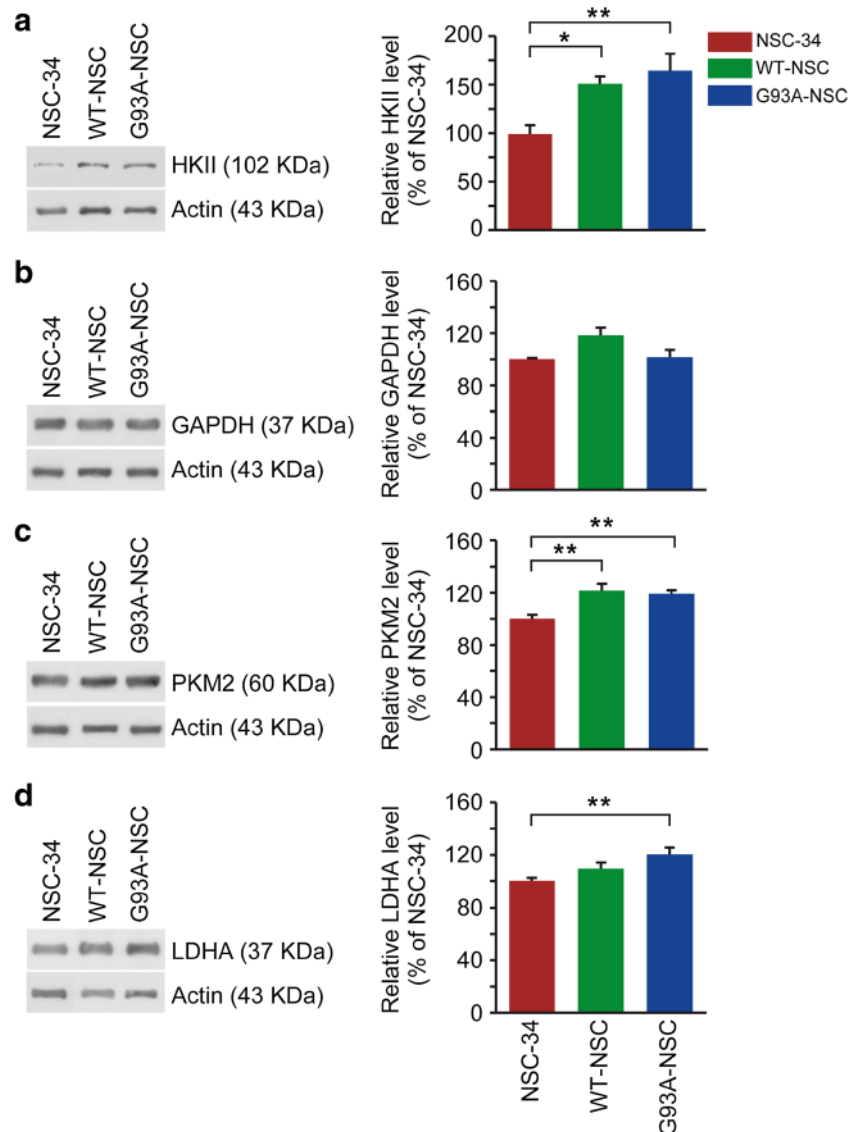 a
NSC-34
WT-NSC
G93A-NSC
HKII (102 KDa)
Actin (43 KDa)
Relative HKII level
(% of NSC-34)
200
150
100
50
0
*
**
NSC-34
WT-NSC
G93A-NSC
b
NSC-34
WT-NSC
G93A-NSC
GAPDH (37 KDa)
Actin (43 KDa)
Relative GAPDH level
(% of NSC-34)
160
120
80
40
0
c
NSC-34
WT-NSC
G93A-NSC
PKM2 (60 KDa)
Actin (43 KDa)
Relative PKM2 level
(% of NSC-34)
160
120
80
40
0
**
**
d
NSC-34
WT-NSC
G93A-NSC
LDHA (37 KDa)
Actin (43 KDa)
Relative LDHA level
(% of NSC-34)
160
120
80
40
0
**
NSC-34
WT-NSC
G93A-NSC